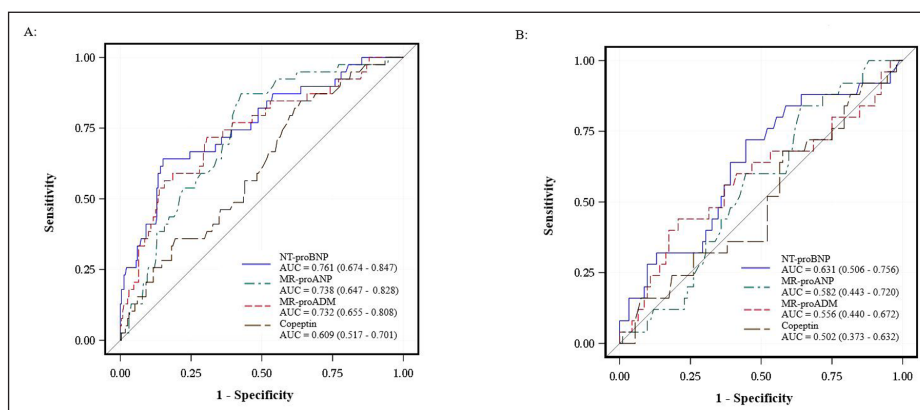 A:
1.00
0.75
0.50
0.25
0.00
Sensitivity
NT-proBNP
AUC = 0.761 (0.674 - 0.847)
MR-proANP
AUC = 0.738 (0.647 - 0.828)
MR-proADM
AUC = 0.732 (0.655 - 0.808)
Copeptin
AUC = 0.609 (0.517 - 0.701)
0.00 0.25 0.50 0.75 1.00
1 - Specificity
B:
1.00
0.75
0.50
0.25
0.00
Sensitivity
NT-proBNP
AUC = 0.631 (0.506 - 0.756)
MR-proANP
AUC = 0.582 (0.443 - 0.720)
MR-proADM
AUC = 0.556 (0.440 - 0.672)
Copeptin
AUC = 0.502 (0.373 - 0.632)
0.00 0.25 0.50 0.75 1.00
1 - Specificity